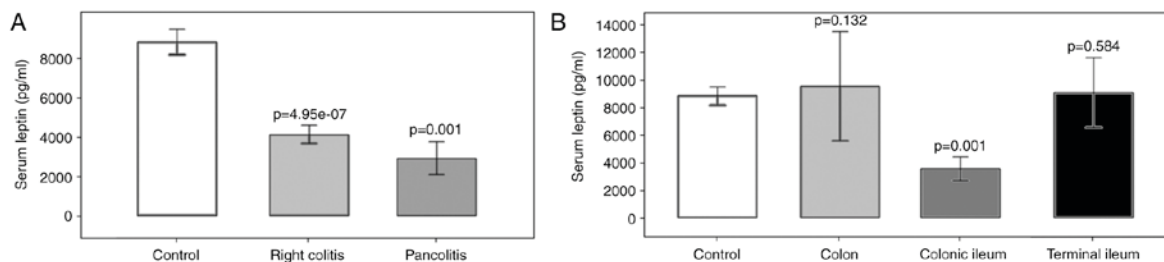 A
Serum leptin (pg/ml)
8000
6000
4000
2000
0
p=4.95e-07
p=0.001
Control
Right colitis
Pancolitis
B
Serum leptin (pg/ml)
14000
12000
10000
8000
6000
4000
2000
0
p=0.132
p=0.001
p=0.584
Control
Colon
Colonic ileum
Terminal ileum